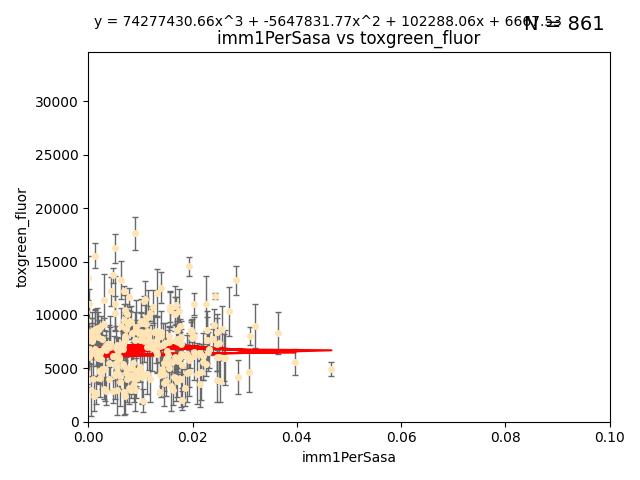 y = 74277430.66x^3 + -5647831.77x^2 + 102288.06x + 6667.53
N = 861
imm1PerSasa vs toxgreen_fluor
30000
25000
20000
15000
10000
5000
0
toxgreen_fluor
0.00 0.02 0.04 0.06 0.08 0.10
imm1PerSasa